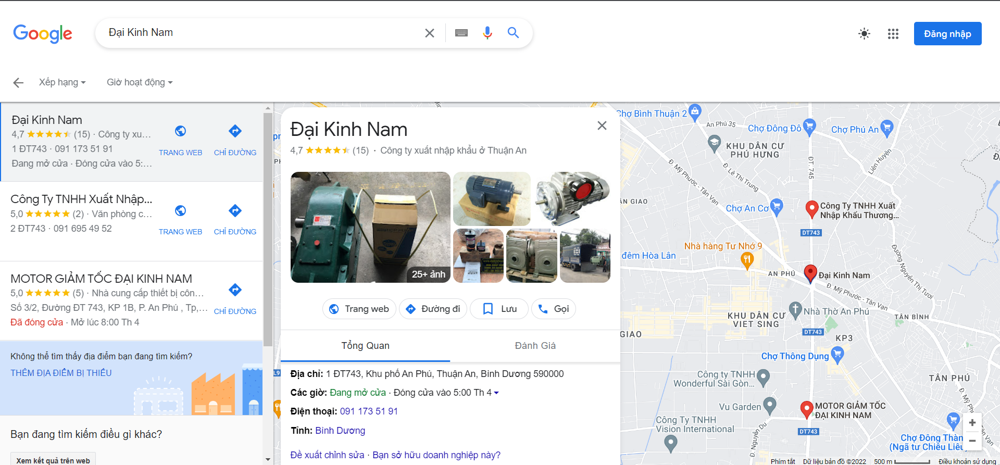 Google
Đại Kinh Nam
Đăng nhập
Xếp hạng
Giờ hoạt động
Đại Kinh Nam
4,7 (15) · Công ty xu...
1 ĐT743 · 091 173 51 91
Đang mở cửa · Đóng cửa vào 5:...
TRANG WEB
CHỈ ĐƯỜNG
Công Ty TNHH Xuất Nhập...
5,0 (2) · Văn phòng c...
2 ĐT743 · 091 695 49 52
TRANG WEB
CHỈ ĐƯỜNG
MOTOR GIẢM TỐC ĐẠI KINH NAM
5,0 (5) · Nhà cung cấp thiết bị côn...
Số 3/2, Đường ĐT 743, KP 1B, P. An Phú , Tp,...
Đã đóng cửa · Mở lúc 8:00 Th 4
CHỈ ĐƯỜNG
Không thể tìm thấy địa điểm bạn đang tìm kiếm?
THÊM ĐỊA ĐIỂM BỊ THIẾU
Bạn đang tìm kiếm điều gì khác?
Xem kết quả trên web
Đại Kinh Nam
4,7 (15) · Công ty xuất nhập khẩu ở Thuận An
25+ ảnh
Trang web
Đường đi
Lưu
Gọi
Tổng Quan
Đánh Giá
Địa chỉ: 1 ĐT743, Khu phố An Phú, Thuận An, Bình Dương 590000
Các giờ: Đang mở cửa · Đóng cửa vào 5:00 Th 4
Điện thoại: 091 173 51 91
Tỉnh: Bình Dương
Đề xuất chỉnh sửa · Bạn sở hữu doanh nghiệp này?
Chợ Bình Thuận 2
An Phú 35
Chợ Đông Đô
Chợ Phú An
KHU DÂN CƯ
PHÚ HƯNG
Đ. Lê Thị Trung
ĐT. 745
Liên Huyện
Đ. Mỹ Phước - Tân Vạn
ÂN GIAO
Chợ An Cơ
Công Ty TNHH Xuất
Nhập Khẩu Thương...
DT743
Nhà hàng Tư Nhớ 9
đêm Hòa Lân
AN PHÚ
Đại Kinh Nam
Đường Nguyễn Thị Tươi
Đ. Mỹ Phước - Tân Vạn
KHU DÂN CƯ
VIET SING
Nhà Thờ An Phú
TÂN BÌNH
GIAO
DT743
KP3
Chợ Thông Dụng
Công ty TNHH
Wonderful Sài Gòn...
TÂN PHÚ
Vu Garden
MOTOR GIẢM TỐC
ĐẠI KINH NAM
Công Ty TNHH
Vision International
DT743
Đ. Nguyễn Du
Đ. Mỹ Ph
Chợ Đông Thàn
(Ngã tư Chiêu Liêu
L9
Phím tắt
Dữ liệu bản đồ ©2022
500 m
Điều khoản sử dụng